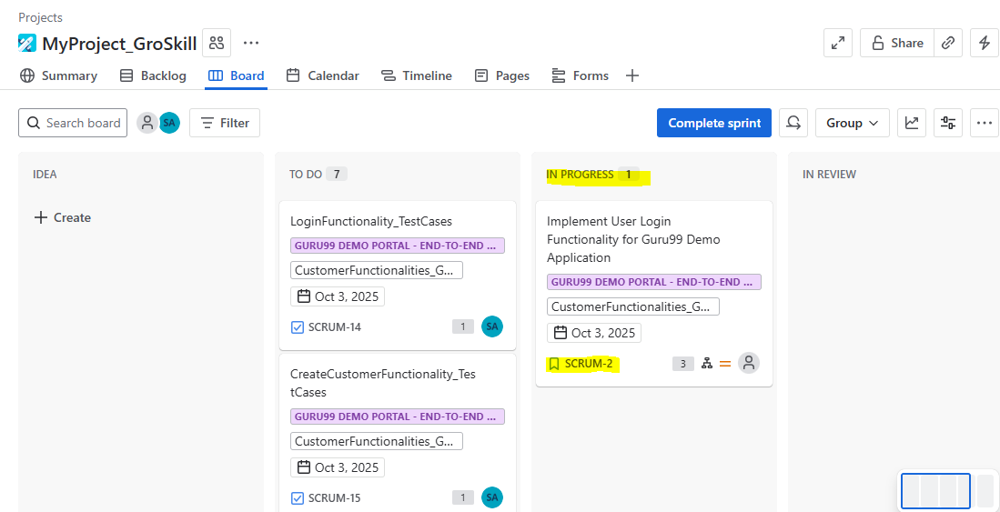 Projects
MyProject_GroSkill
Summary
Backlog
Board
Calendar
Timeline
Pages
Forms
Search board
SA
Filter
Complete sprint
Share
Group
IDEA
Create
TO DO 7
LoginFunctionality_TestCases
GURU99 DEMO PORTAL - END-TO-END ...
CustomerFunctionalities_G...
Oct 3, 2025
SCRUM-14 1 SA
CreateCustomerFunctionality_Tes
tCases
GURU99 DEMO PORTAL - END-TO-END ...
CustomerFunctionalities_G...
Oct 3, 2025
SCRUM-15 1 SA
IN PROGRESS 1
Implement User Login
Functionality for Guru99 Demo
Application
GURU99 DEMO PORTAL - END-TO-END ...
CustomerFunctionalities_G...
Oct 3, 2025
SCRUM-2 3
IN REVIEW